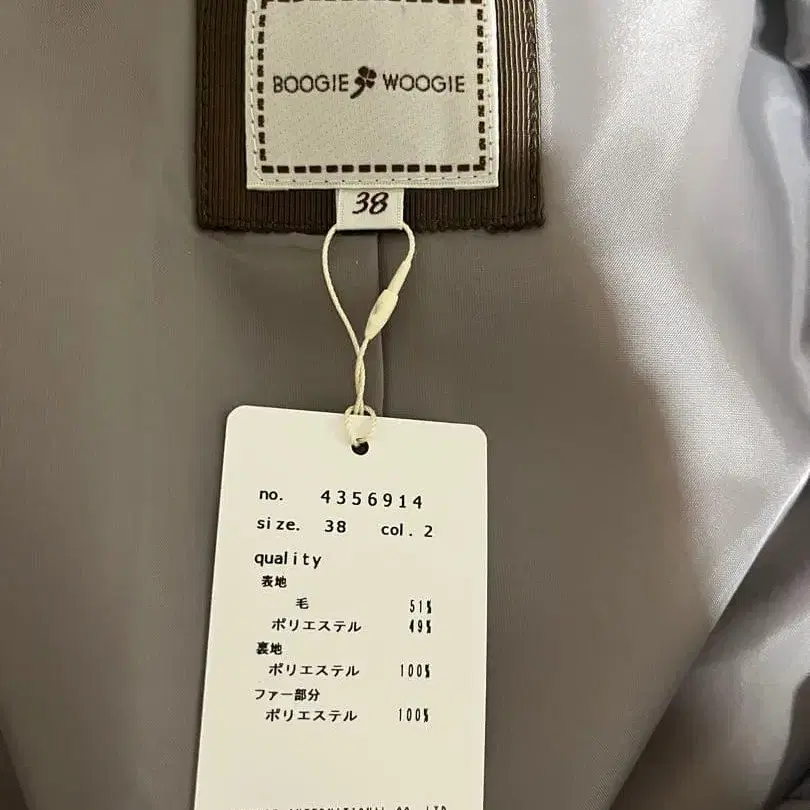 BOOGIE WOOGIE
38
no. 4356914
size. 38 col. 2
quality
表地
毛 51%
ポリエステル 49%
裏地
ポリエステル 100%
ファー部分
ポリエステル 100%